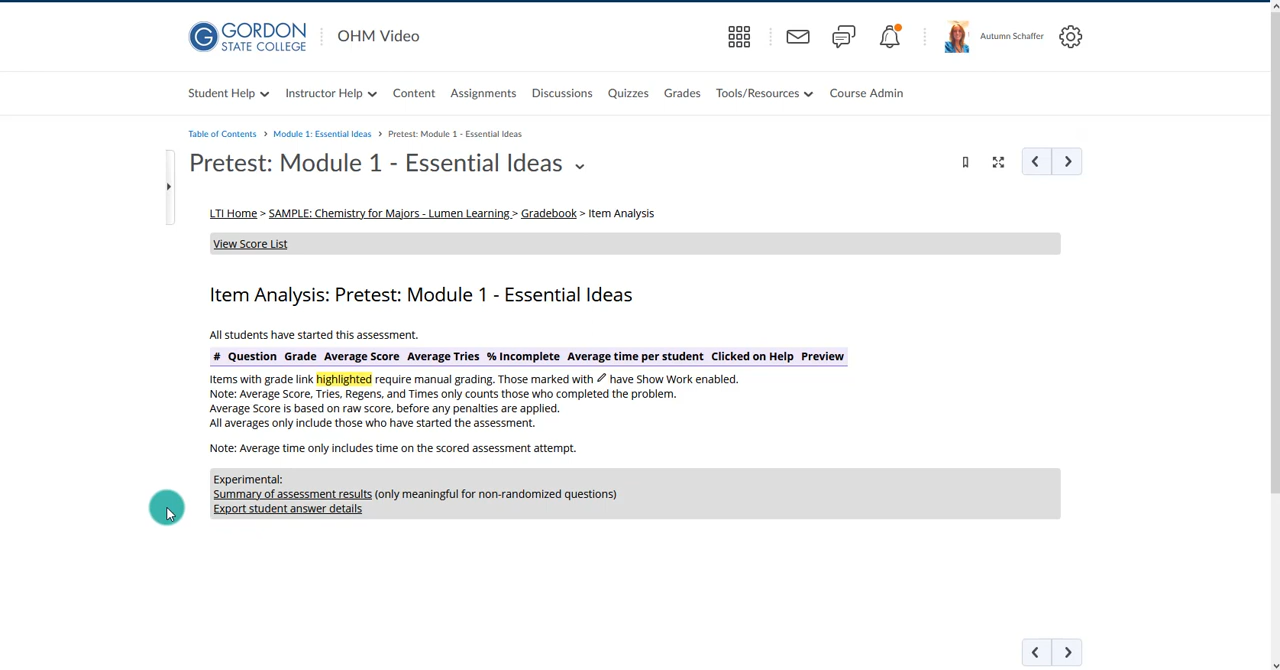 GORDON
STATE COLLEGE
OHM Video
Autumn Schaffer
Student Help
Instructor Help
Content
Assignments
Discussions
Quizzes
Grades
Tools/Resources
Course Admin
Table of Contents > Module 1: Essential Ideas > Pretest: Module 1 - Essential Ideas
Pretest: Module 1 - Essential Ideas
LTI Home > SAMPLE: Chemistry for Majors - Lumen Learning > Gradebook > Item Analysis
View Score List
Item Analysis: Pretest: Module 1 - Essential Ideas
All students have started this assessment.
# Question Grade Average Score Average Tries % Incomplete Average time per student Clicked on Help Preview
Items with grade link highlighted require manual grading. Those marked with have Show Work enabled.
Note: Average Score, Tries, Regens, and Times only counts those who completed the problem.
Average Score is based on raw score, before any penalties are applied.
All averages only include those who have started the assessment.
Note: Average time only includes time on the scored assessment attempt.
Experimental:
Summary of assessment results (only meaningful for non-randomized questions)
Export student answer details